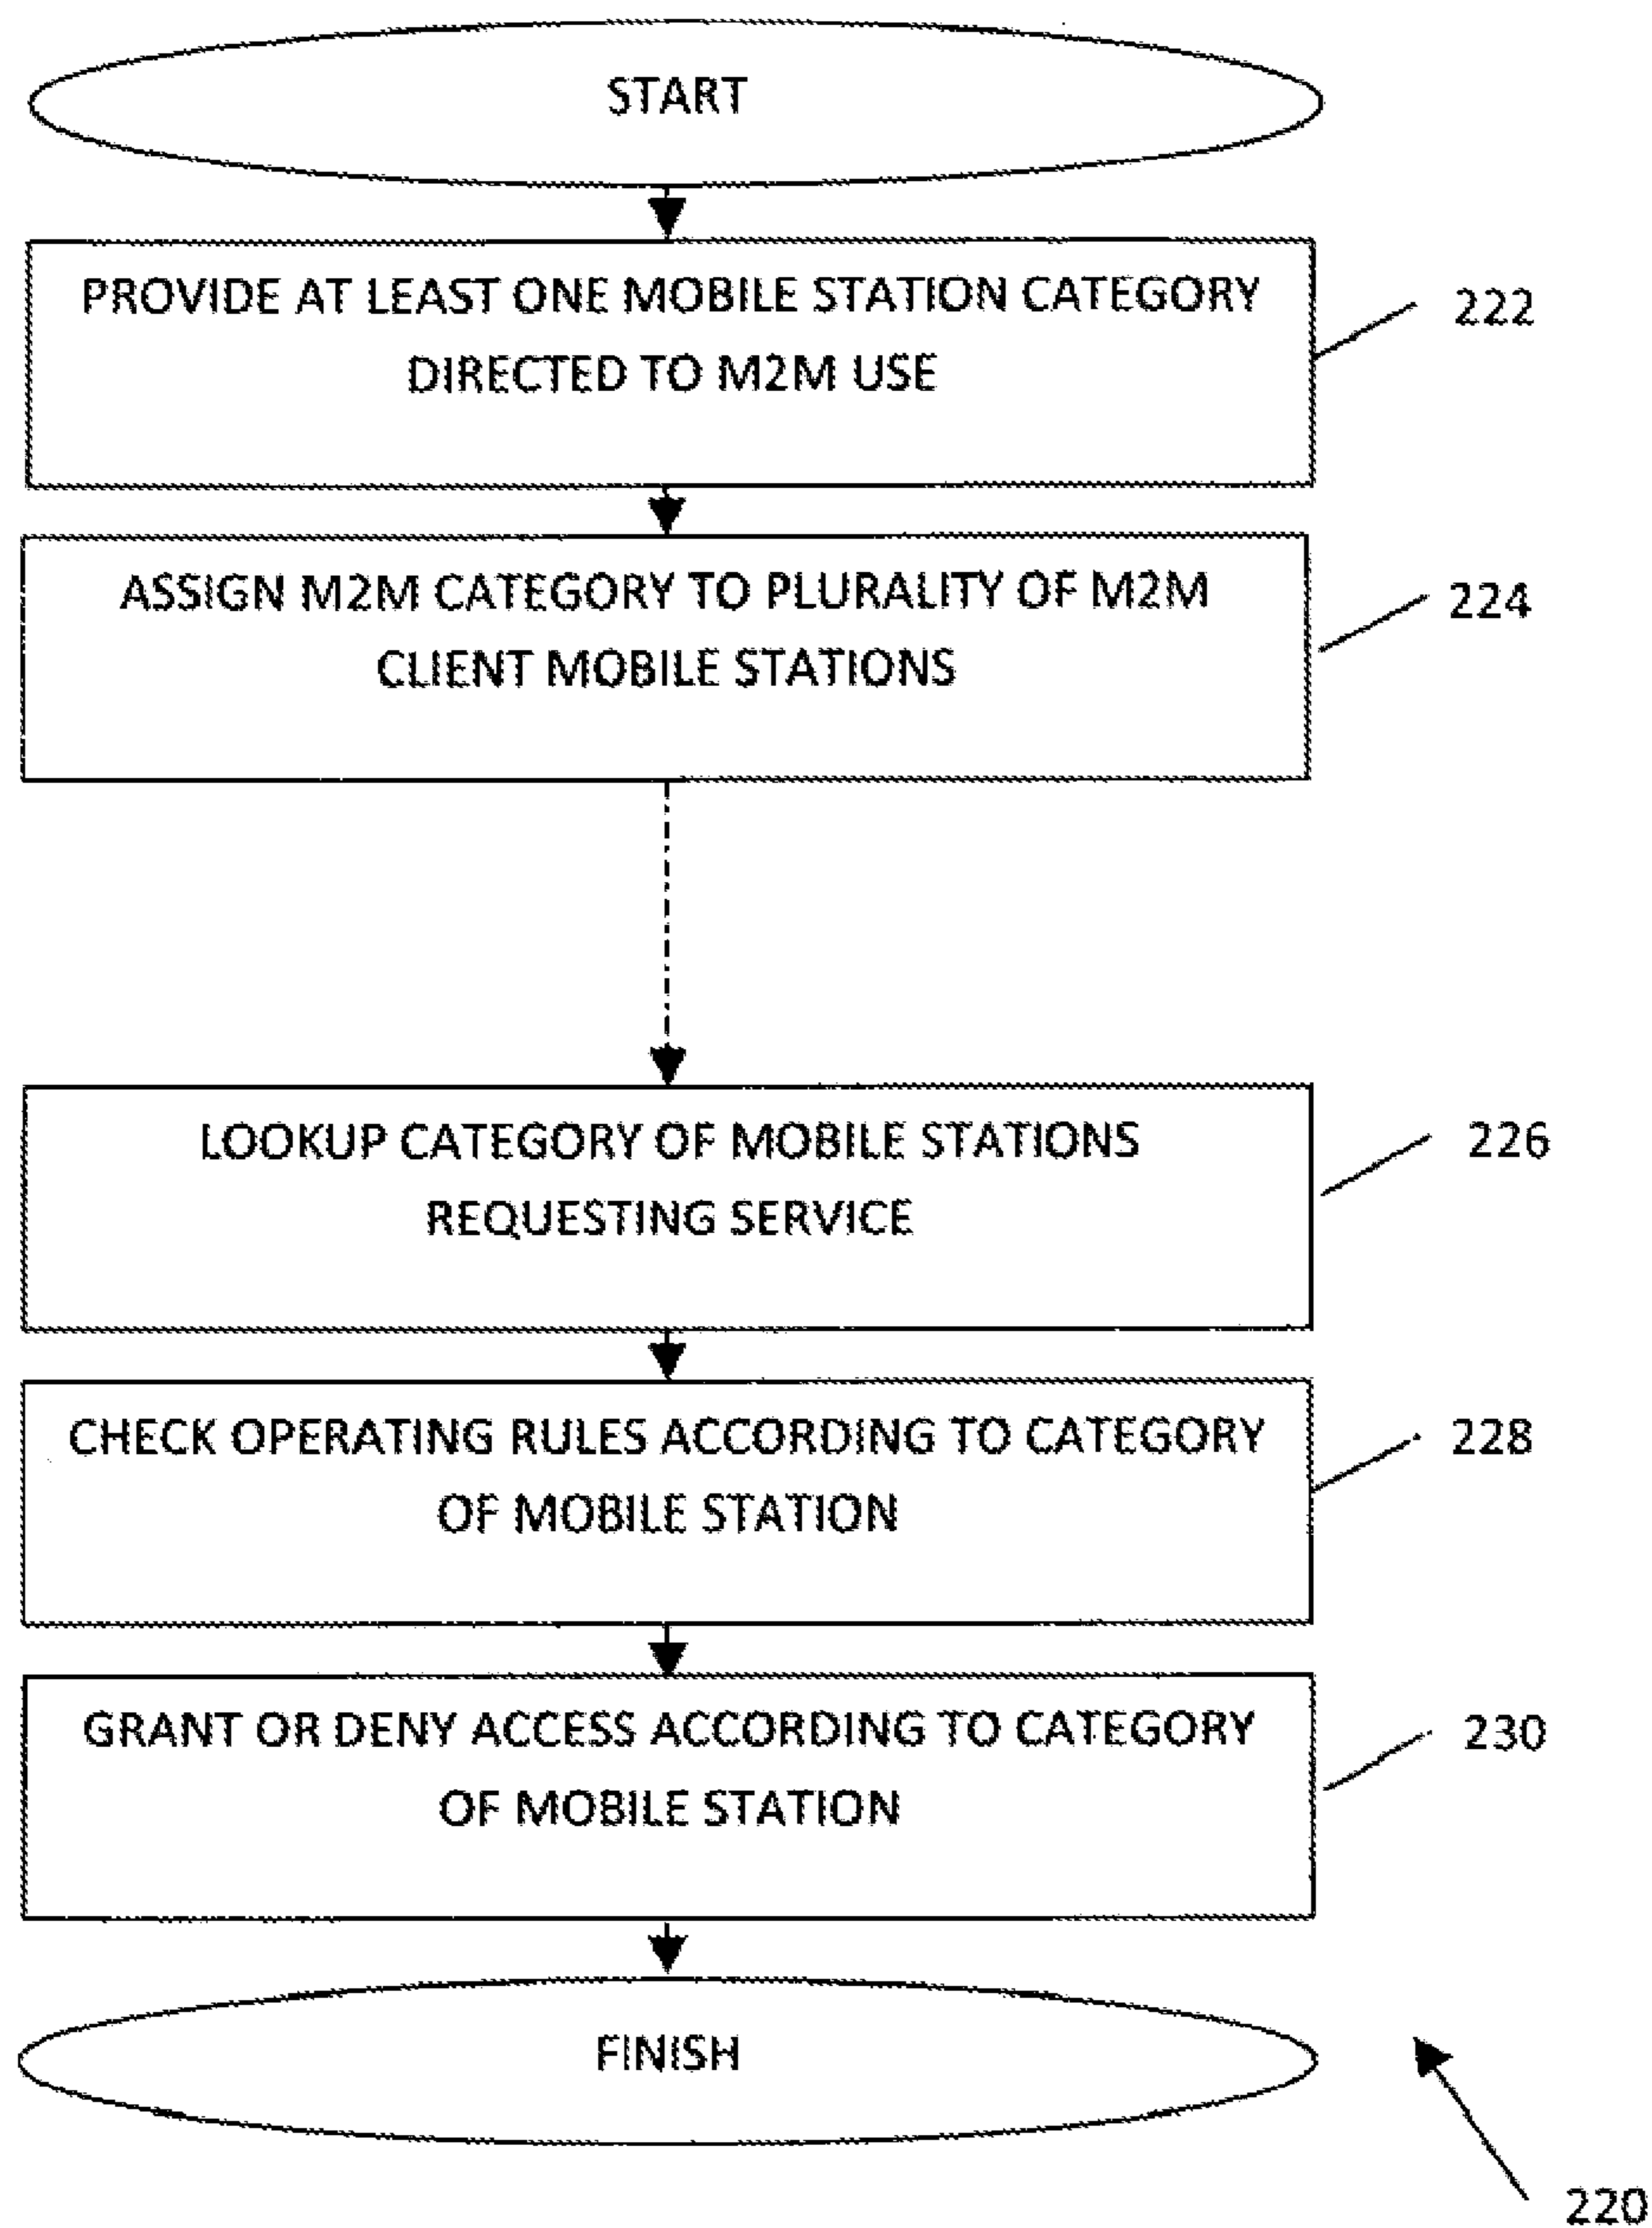 START
PROVIDE AT LEAST ONE MOBILE STATION CATEGORY
DIRECTED TO M2M USE
222
ASSIGN M2M CATEGORY TO PLURALITY OF M2M
CLIENT MOBILE STATIONS
224
LOOKUP CATEGORY OF MOBILE STATIONS
REQUESTING SERVICE
226
CHECK OPERATING RULES ACCORDING TO CATEGORY
OF MOBILE STATION
228
GRANT OR DENY ACCESS ACCORDING TO CATEGORY
OF MOBILE STATION
230
FINISH
220